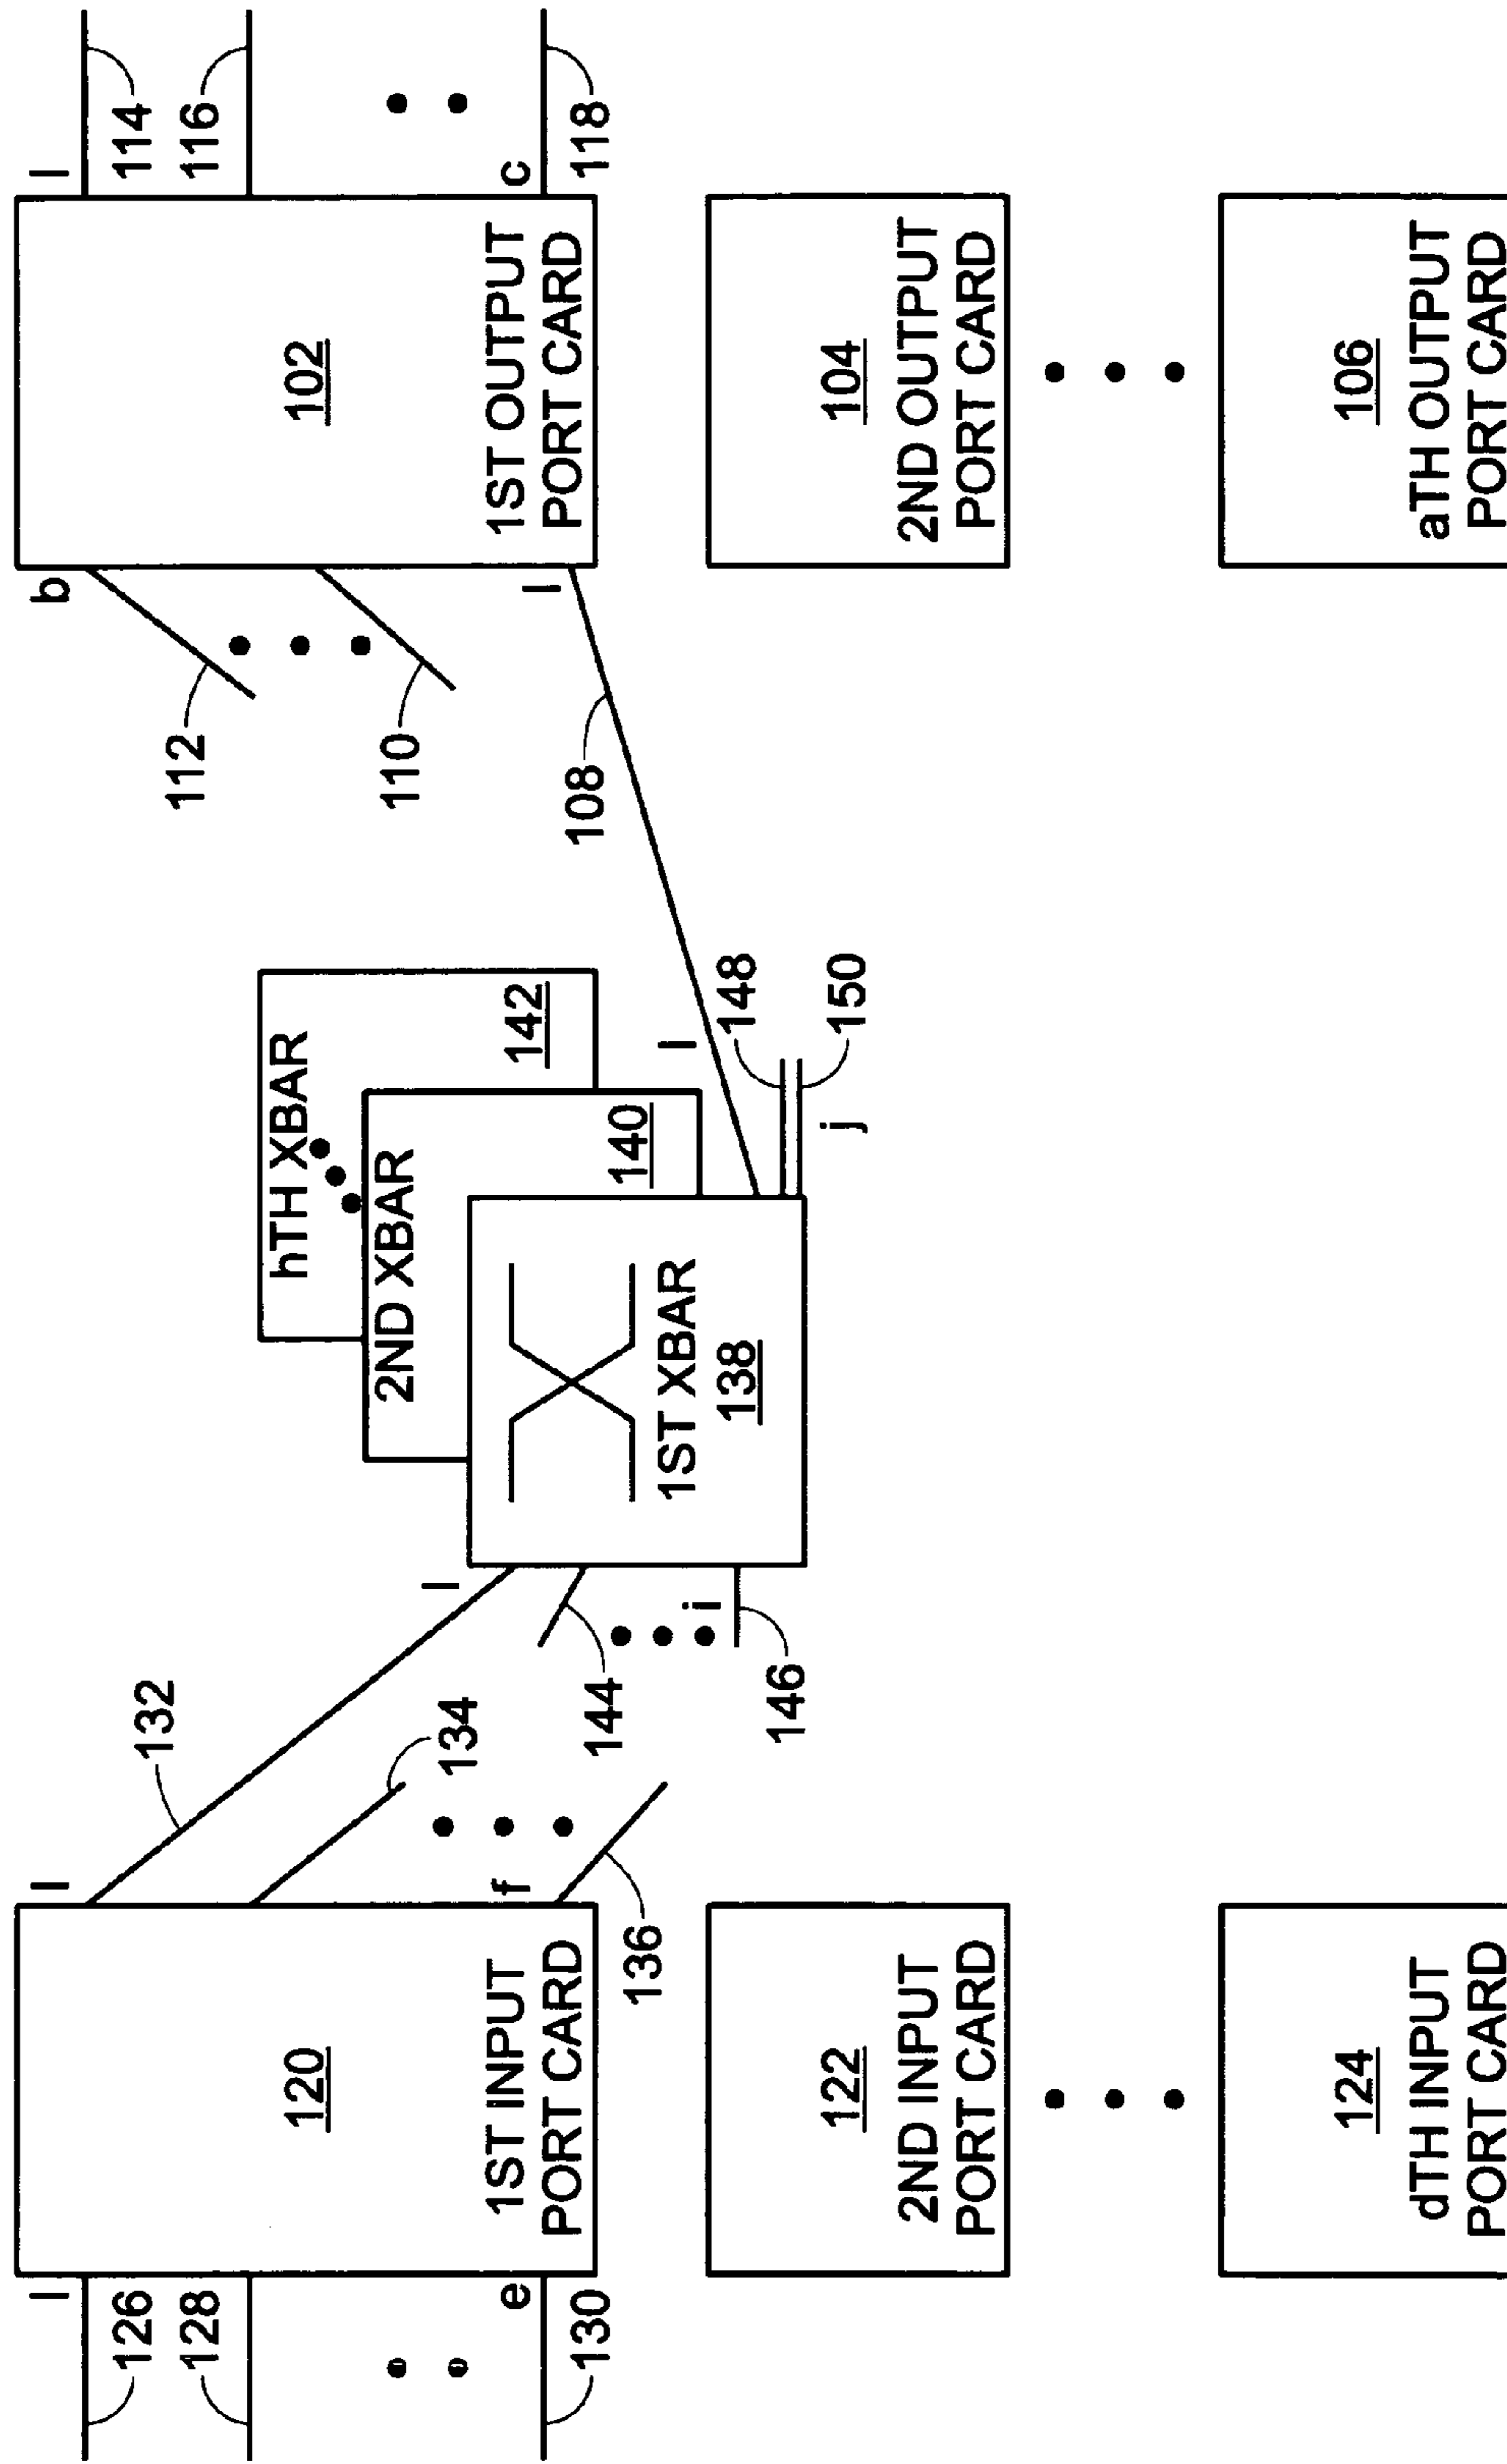 l
126
128
e
130
120
1ST INPUT
PORT CARD
l
132
134
f
136
122
2ND INPUT
PORT CARD
124
dTH INPUT
PORT CARD
l
144
i
146
hTH XBAR
142
2ND XBAR
140
1ST XBAR
138
l
148
150
j
b
112
110
l
108
102
1ST OUTPUT
PORT CARD
l
114
116
c
118
104
2ND OUTPUT
PORT CARD
106
aTH OUTPUT
PORT CARD